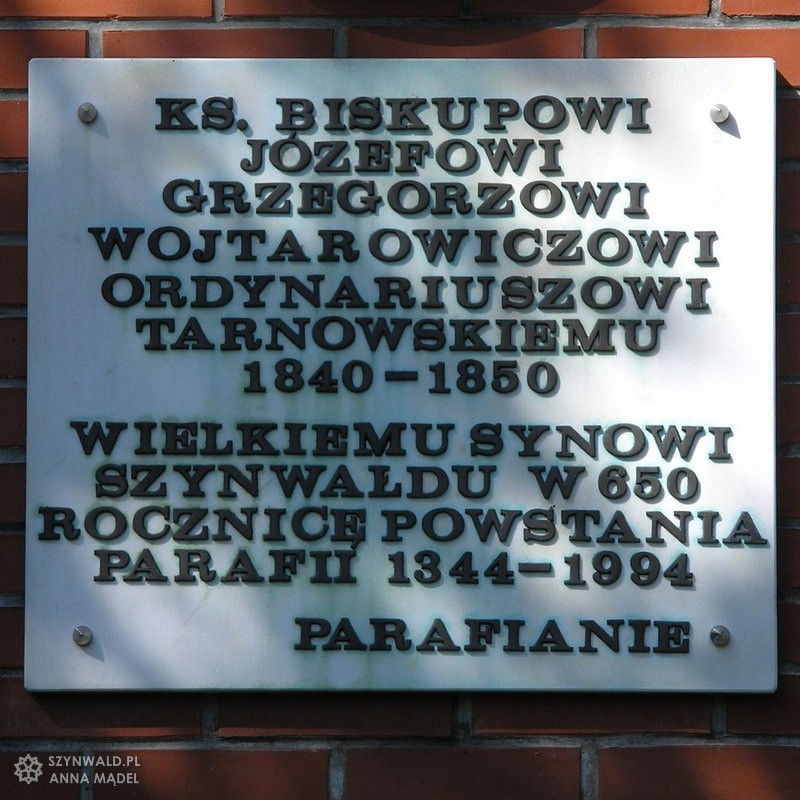 KS. BISKUPOWI
JÓZEFOWI
GRZEGORZOWI
WOJTAROWICZOWI
ORDYNARIUSZOWI
TARNOWSKIEMU
1840-1850
WIELKIEMU SYNOWI
SZYNWAŁDU W 650
ROCZNICĘ POWSTANIA
PARAFII 1344-1994
PARAFIANIE
SZYNWALD.PL
ANNA MĄDEL